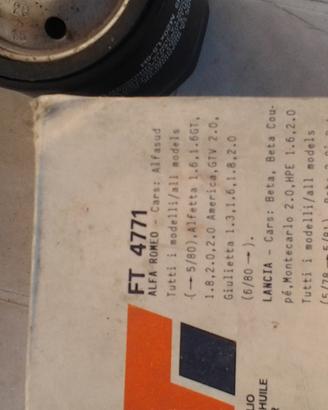 FT 4771
ALFA ROMEO - Cars: Alfasud
Tutti i modelli/all models
(→ 5/80),Alfetta 1.6,1.6GT,
1.8,2.0,2.0 America,GTV 2.0,
Giulietta 1.3,1.6,1.8,2.0
(6/80 → ).
LANCIA - Cars: Beta, Beta Cou-
pé,Montecarlo 2.0,HPE 1.6,2.0
Tutti i modelli/all models
HUILE